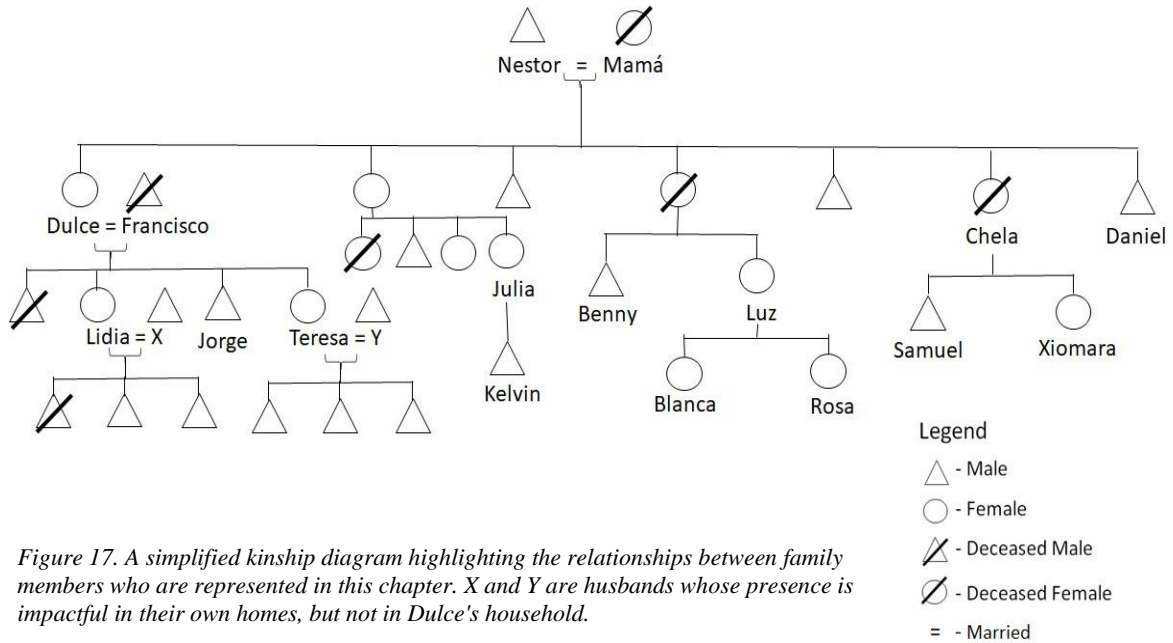 Nestor = Mamá
Dulce = Francisco
Chela
Daniel
Lidia = X
Jorge
Teresa = Y
Julia
Benny
Luz
Samuel
Xiomara
Kelvin
Blanca
Rosa
Legend
- Male
- Female
- Deceased Male
- Deceased Female
= - Married
Figure 17. A simplified kinship diagram highlighting the relationships between family
members who are represented in this chapter. X and Y are husbands whose presence is
impactful in their own homes, but not in Dulce's household.